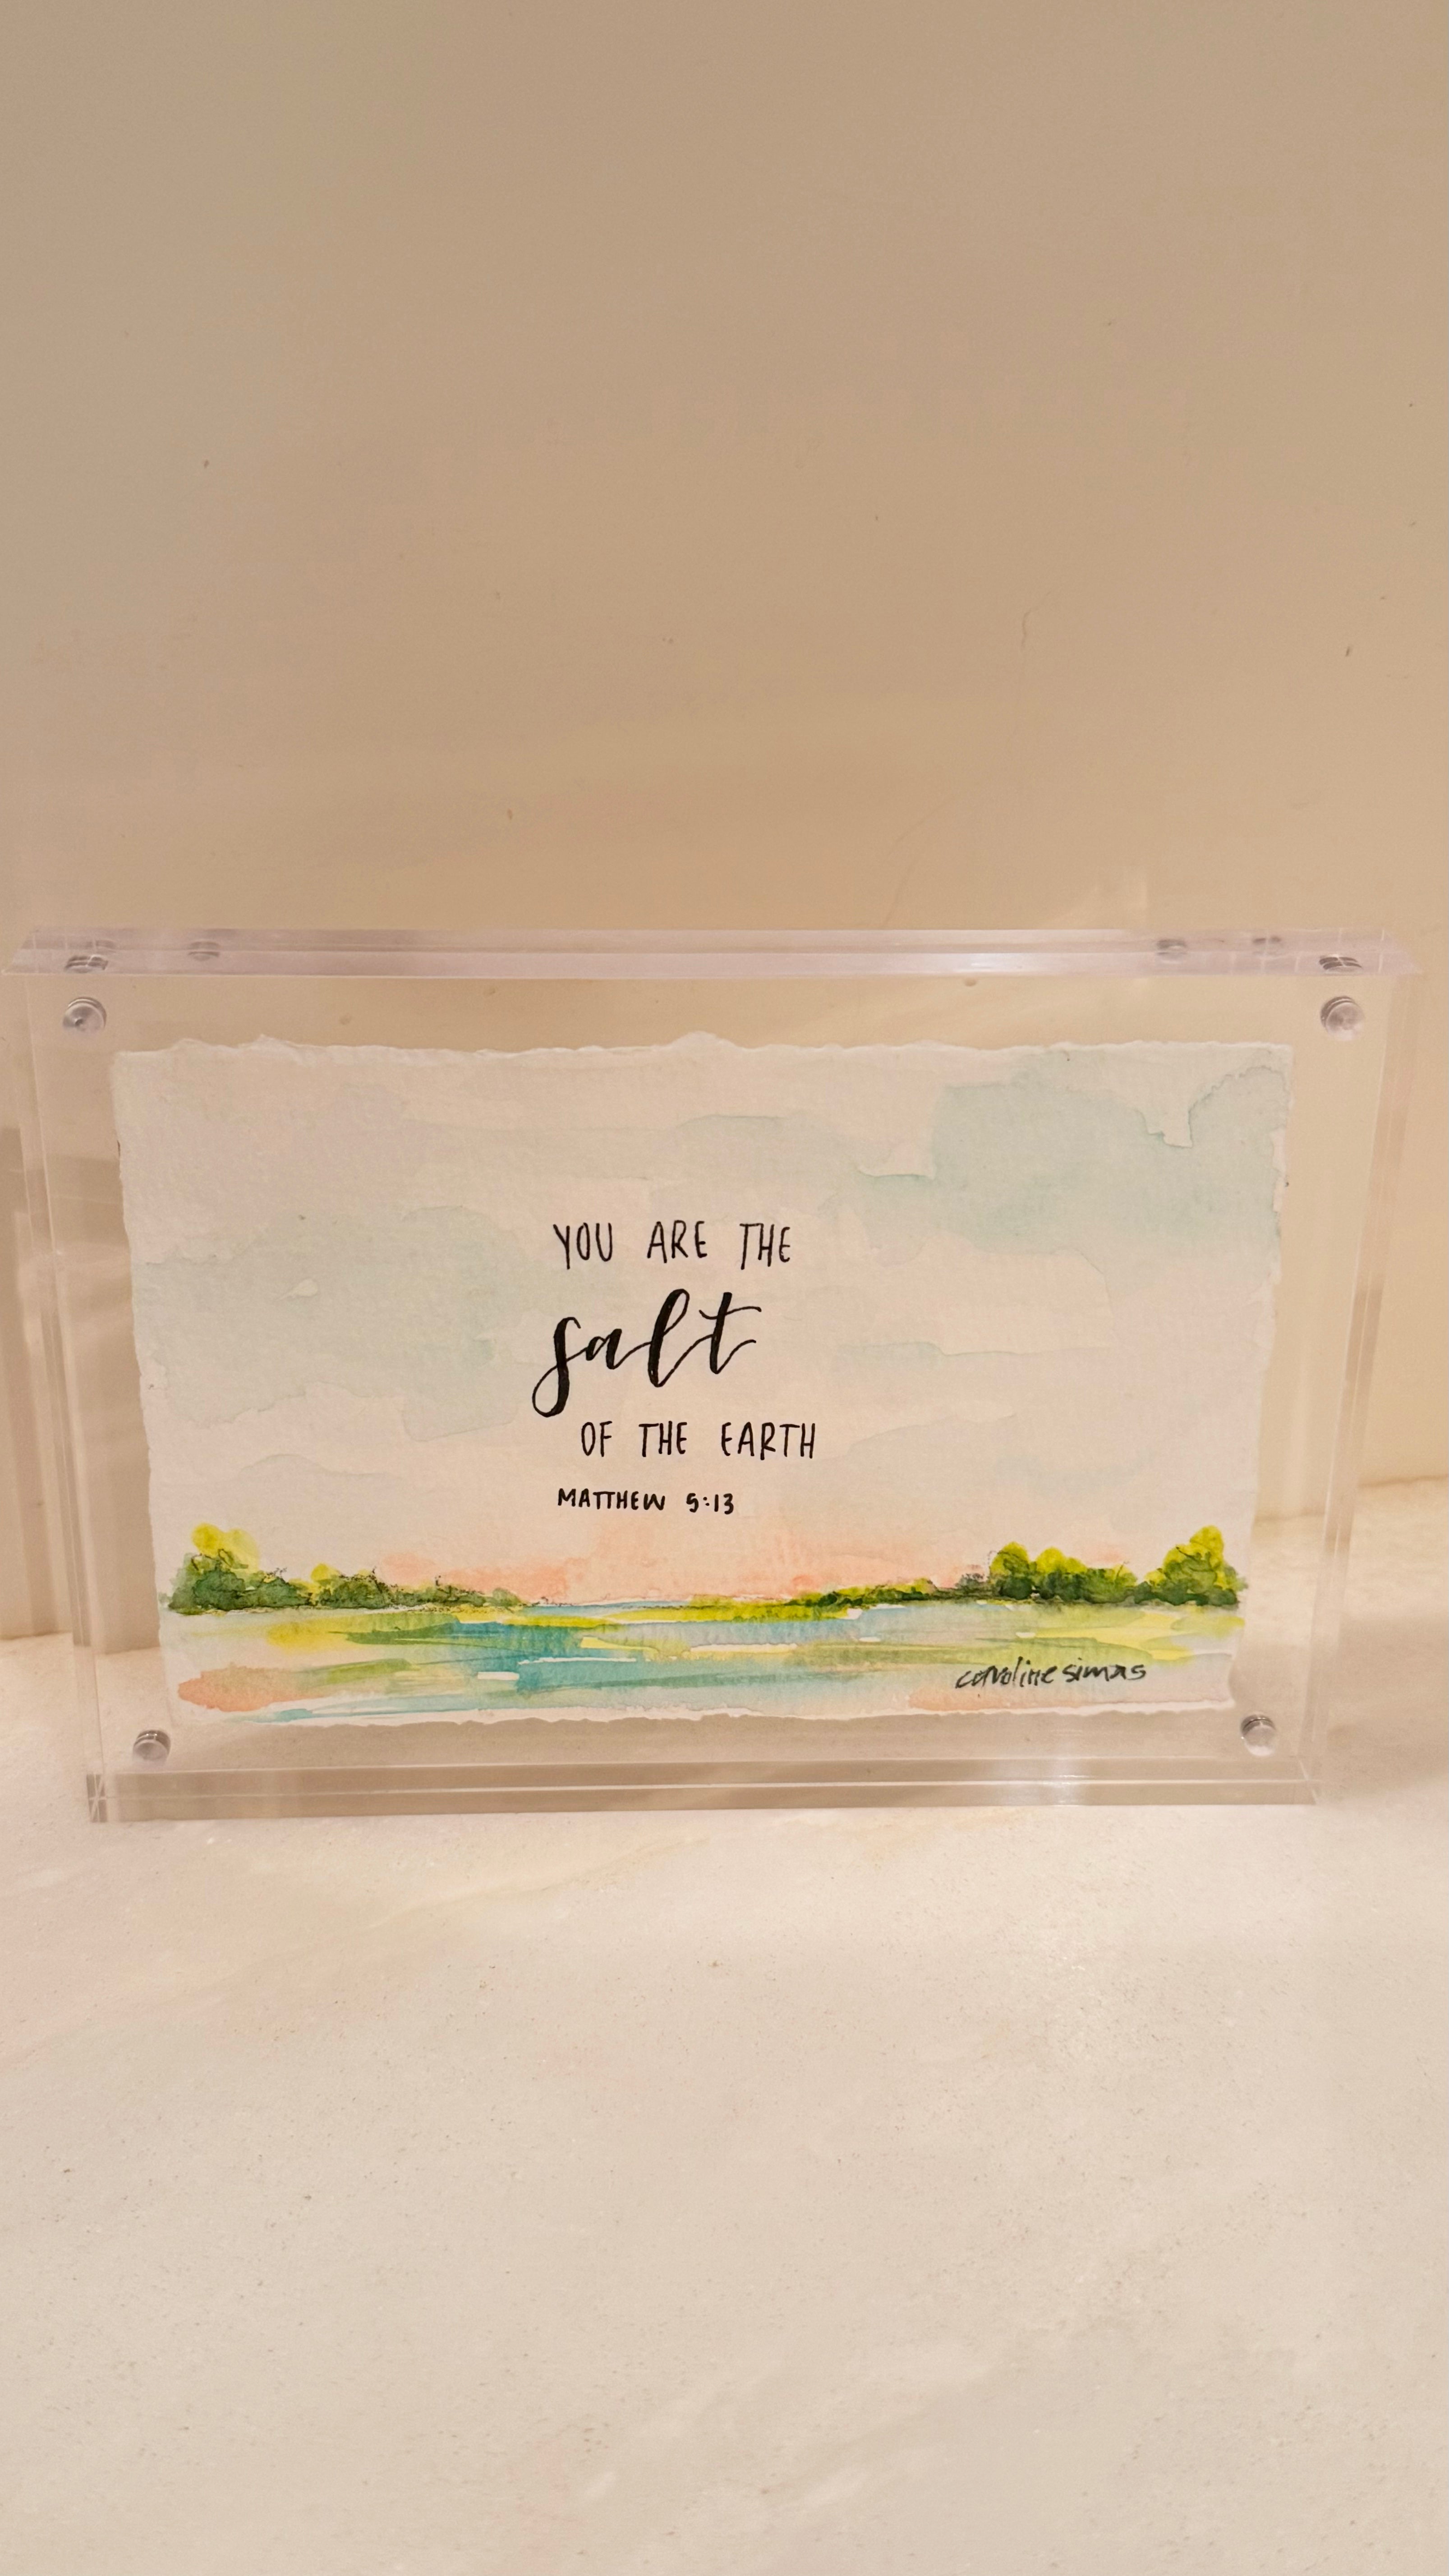 YOU ARE THE
salt
OF THE EARTH
MATTHEW 5:13
caroline simas